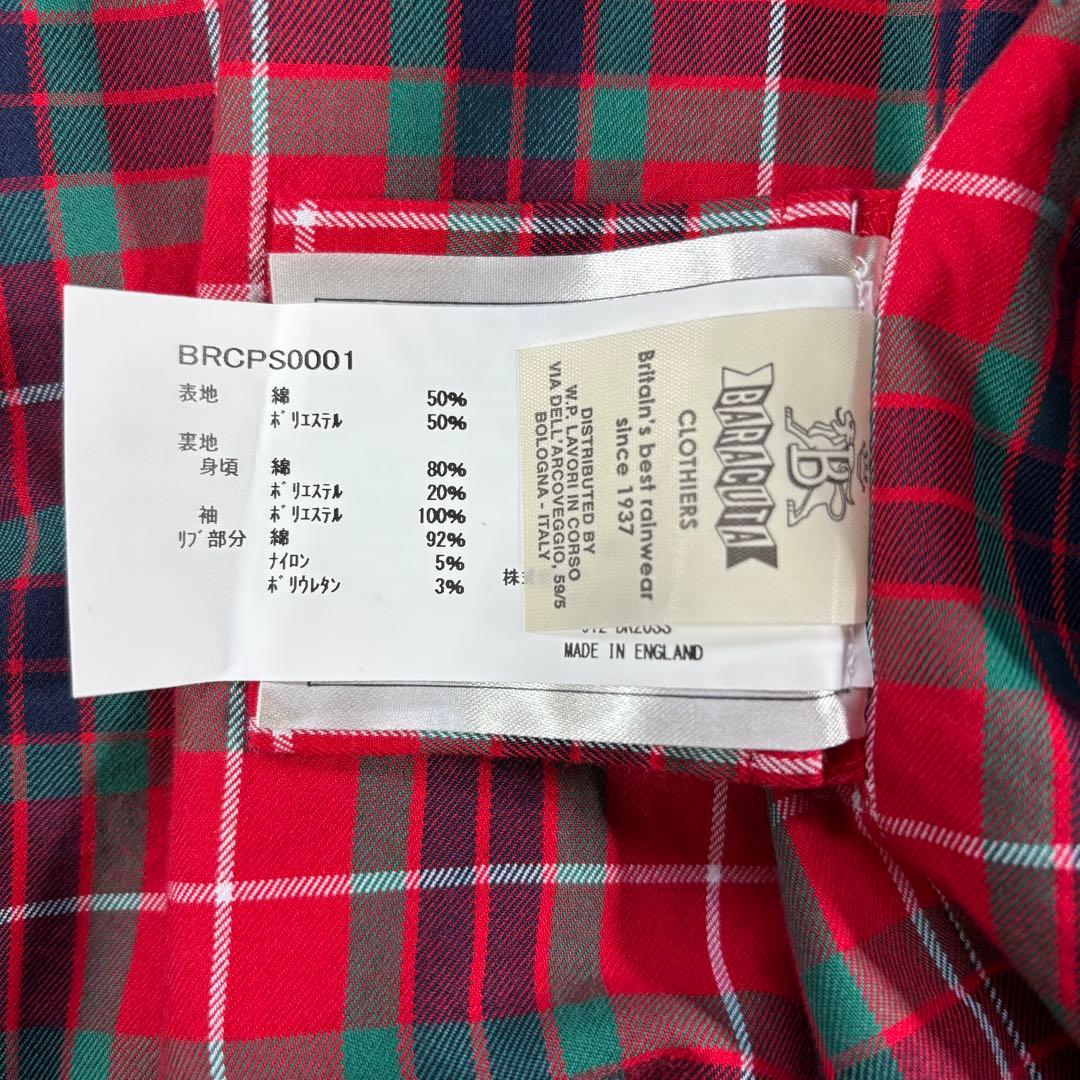 BRCPS0001
表地 綿 50%
ﾎﾟﾘｴｽﾃﾙ 50%
裏地
身頃 綿 80%
ﾎﾟﾘｴｽﾃﾙ 20%
袖 ﾎﾟﾘｴｽﾃﾙ 100%
ﾘﾌﾞ部分 綿 92%
ﾅｲﾛﾝ 5%
ﾎﾟﾘｳﾚﾀﾝ 3%
MADE IN ENGLAND
BARACUTA
CLOTHIERS
Britain's best rainwear
since 1937
DISTRIBUTED BY
W.P. LAVORI IN CORSO
VIA DELL'ARCOVEGGIO, 59/5
BOLOGNA - ITALY